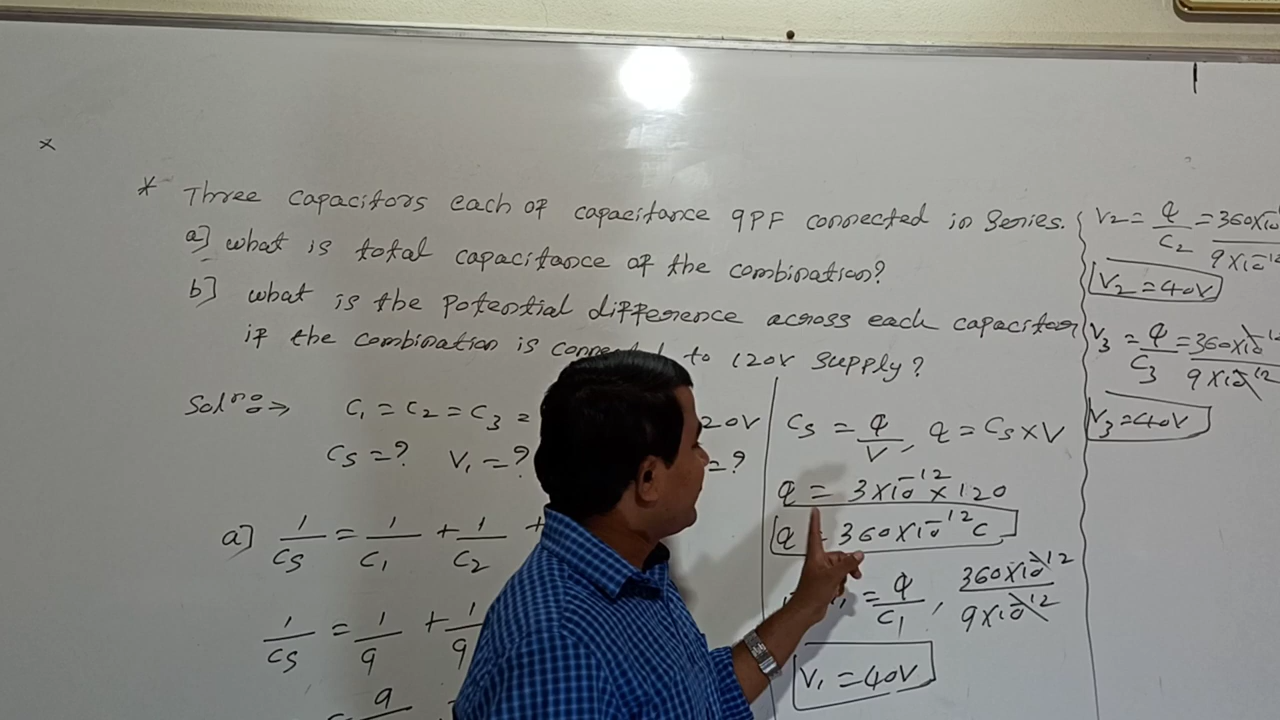 * Three capacitors each of capacitance 9PF connected in series.
a] what is total capacitance of the combination?
b] what is the potential difference across each capacitor
if the combination is to 120V supply?
Soln:⇒ C₁ = C₂ = C₃ = 20V
Cs = ? V₁ = ? = ?
a] 1/Cs = 1/C₁ + 1/C₂ +
1/Cs = 1/9 + 1/9
9
Cs = q/V, q = Cs × V
q = 3×10⁻¹² × 120
q = 360×10⁻¹² C
= q/C₁, 360×10⁻¹²/9×10⁻¹²
V₁ = 40V
V₂ = q/C₂ = 360×10⁻¹²/9×10⁻¹²
V₂ = 40V
V₃ = q/C₃ = 360×10⁻¹²/9×10⁻¹²
V₃ = 40V